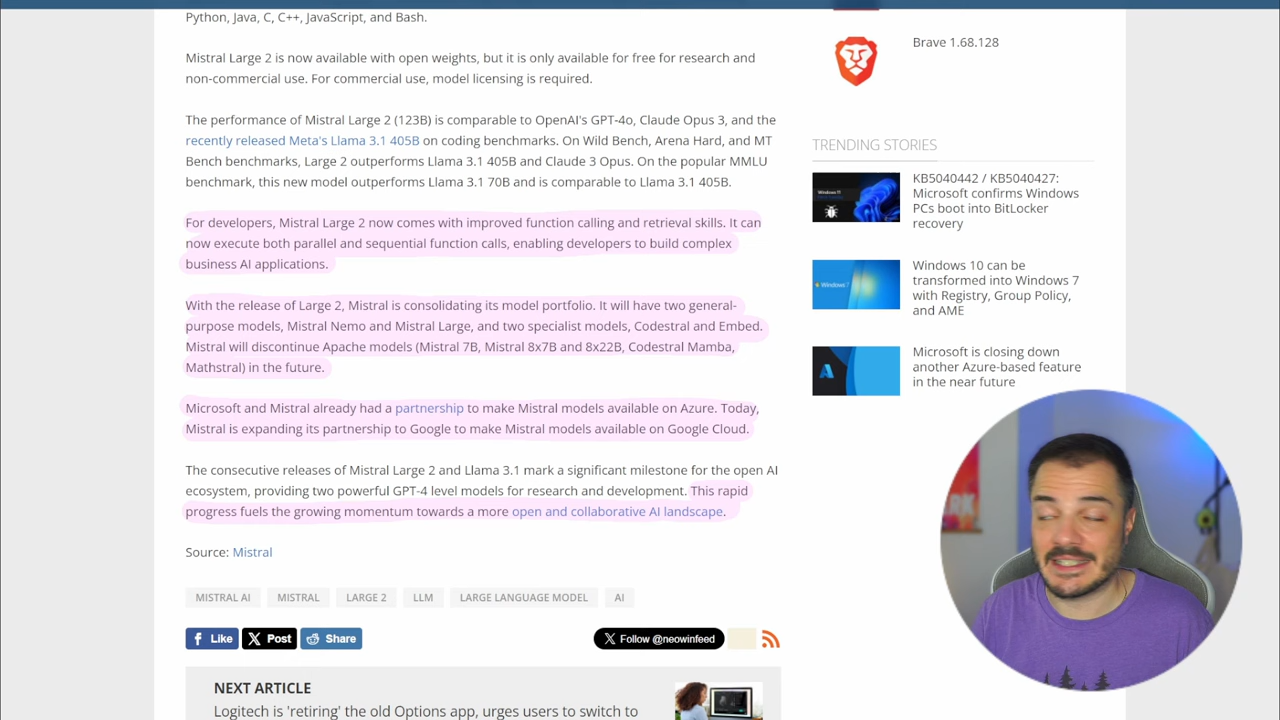 Python, Java, C, C++, JavaScript, and Bash.
Mistral Large 2 is now available with open weights, but it is only available for free for research and
non-commercial use. For commercial use, model licensing is required.
The performance of Mistral Large 2 (123B) is comparable to OpenAI's GPT-4o, Claude Opus 3, and the
recently released Meta's Llama 3.1 405B on coding benchmarks. On Wild Bench, Arena Hard, and MT
Bench benchmarks, Large 2 outperforms Llama 3.1 405B and Claude 3 Opus. On the popular MMLU
benchmark, this new model outperforms Llama 3.1 70B and is comparable to Llama 3.1 405B.
For developers, Mistral Large 2 now comes with improved function calling and retrieval skills. It can
now execute both parallel and sequential function calls, enabling developers to build complex
business AI applications.
With the release of Large 2, Mistral is consolidating its model portfolio. It will have two general-
purpose models, Mistral Nemo and Mistral Large, and two specialist models, Codestral and Embed.
Mistral will discontinue Apache models (Mistral 7B, Mistral 8x7B and 8x22B, Codestral Mamba,
Mathstral) in the future.
Microsoft and Mistral already had a partnership to make Mistral models available on Azure. Today,
Mistral is expanding its partnership to Google to make Mistral models available on Google Cloud.
The consecutive releases of Mistral Large 2 and Llama 3.1 mark a significant milestone for the open AI
ecosystem, providing two powerful GPT-4 level models for research and development. This rapid
progress fuels the growing momentum towards a more open and collaborative AI landscape.
Source: Mistral
MISTRAL AI
MISTRAL
LARGE 2
LLM
LARGE LANGUAGE MODEL
AI
Like
Post
Share
Follow @neowinfeed
NEXT ARTICLE
Logitech is 'retiring' the old Options app, urges users to switch to
Brave 1.68.128
TRENDING STORIES
KB5040442 / KB5040427:
Microsoft confirms Windows
PCs boot into BitLocker
recovery
Windows 10 can be
transformed into Windows 7
with Registry, Group Policy,
and AME
Microsoft is closing down
another Azure-based feature
in the near future